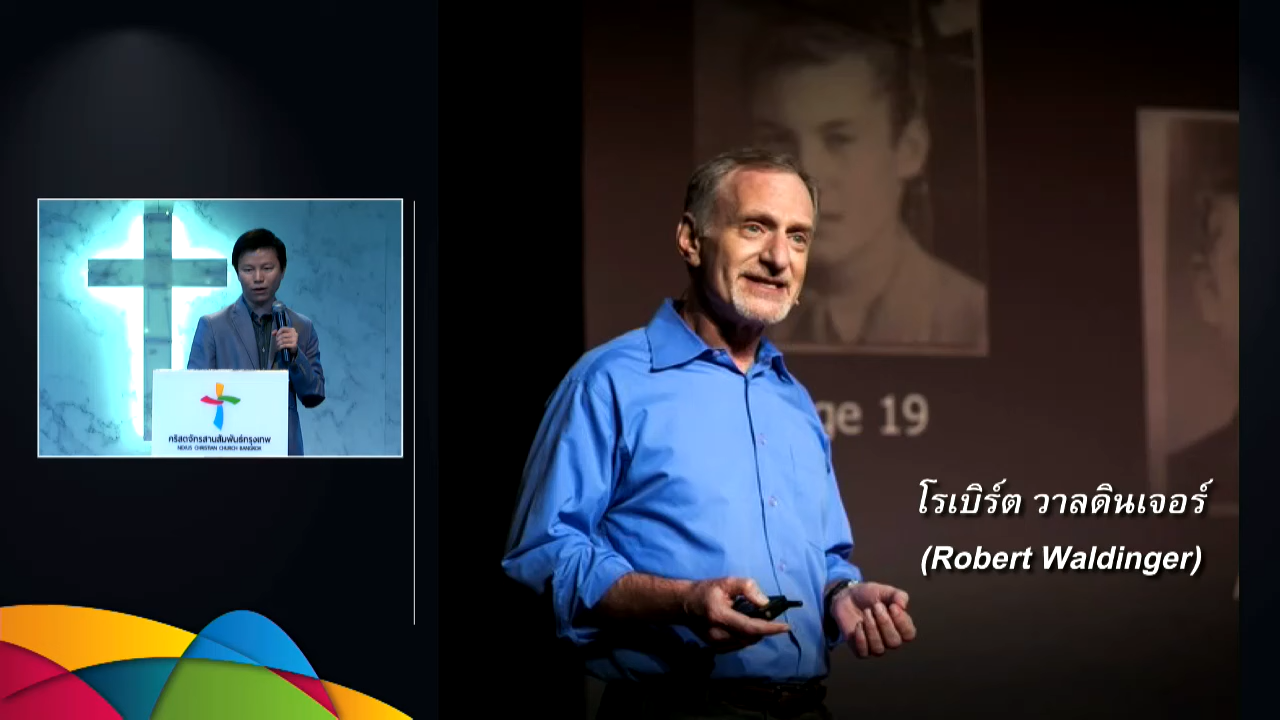 คริสตจักรสานสัมพันธ์กรุงเทพ
NEXUS CHRISTIAN CHURCH BANGKOK
ge 19
โรเบิร์ต วาลดินเจอร์
(Robert Waldinger)